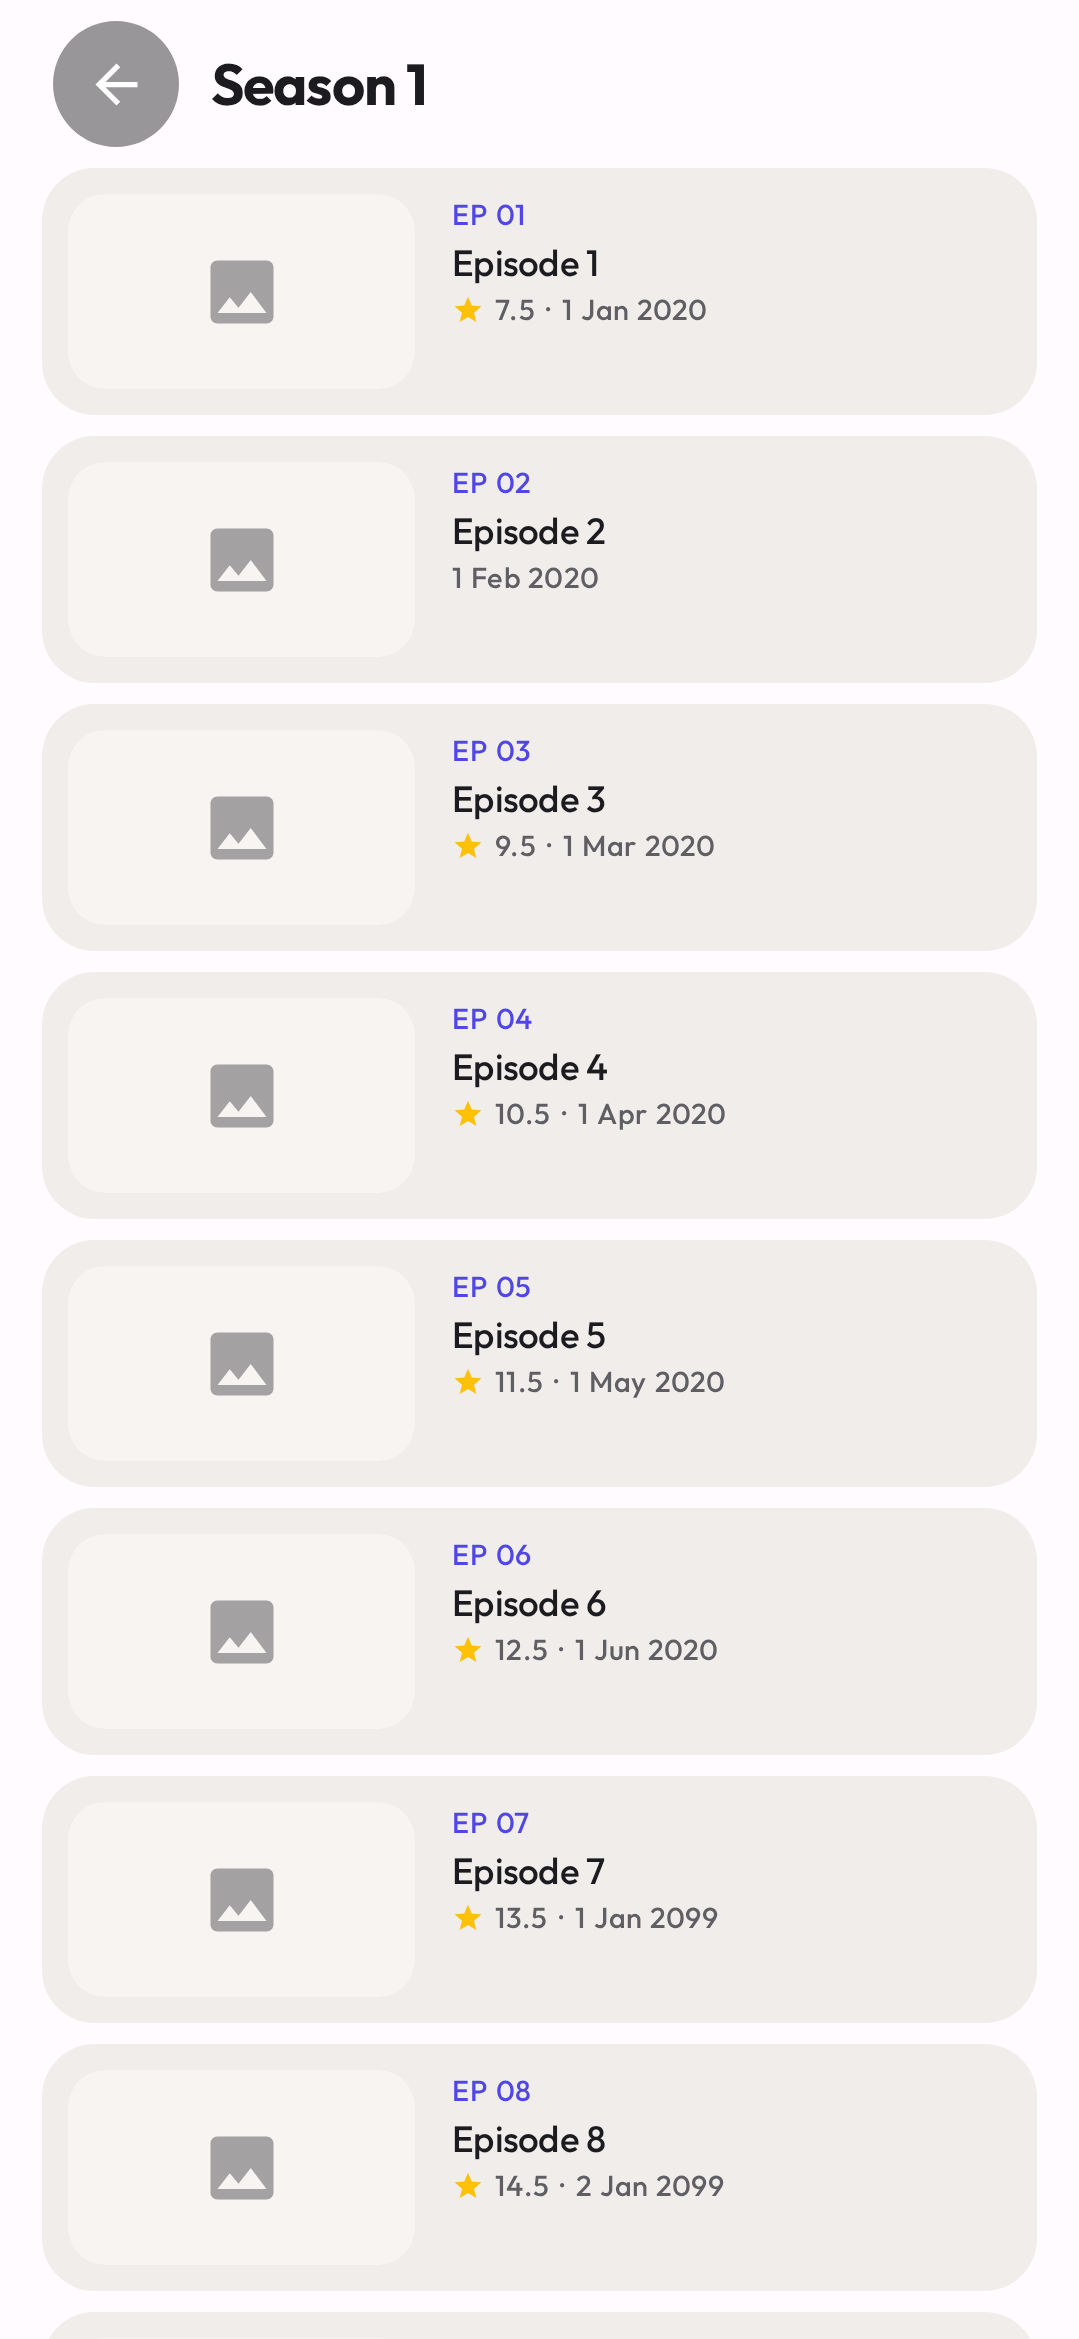 Season 1
EP 01
Episode 1
7.5 · 1 Jan 2020
EP 02
Episode 2
1 Feb 2020
EP 03
Episode 3
9.5 · 1 Mar 2020
EP 04
Episode 4
10.5 · 1 Apr 2020
EP 05
Episode 5
11.5 · 1 May 2020
EP 06
Episode 6
12.5 · 1 Jun 2020
EP 07
Episode 7
13.5 · 1 Jan 2099
EP 08
Episode 8
14.5 · 2 Jan 2099